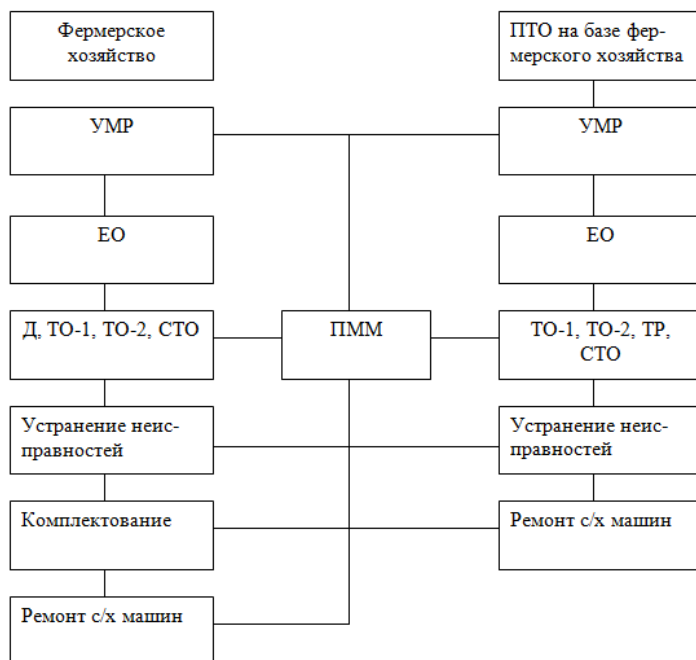 Фермерское
хозяйство
ПТО на базе фер-
мерского хозяйства
УМР
УМР
ЕО
ЕО
Д, ТО-1, ТО-2, СТО
ПММ
ТО-1, ТО-2, ТР,
СТО
Устранение неис-
правностей
Устранение неис-
правностей
Комплектование
Ремонт с/х машин
Ремонт с/х машин